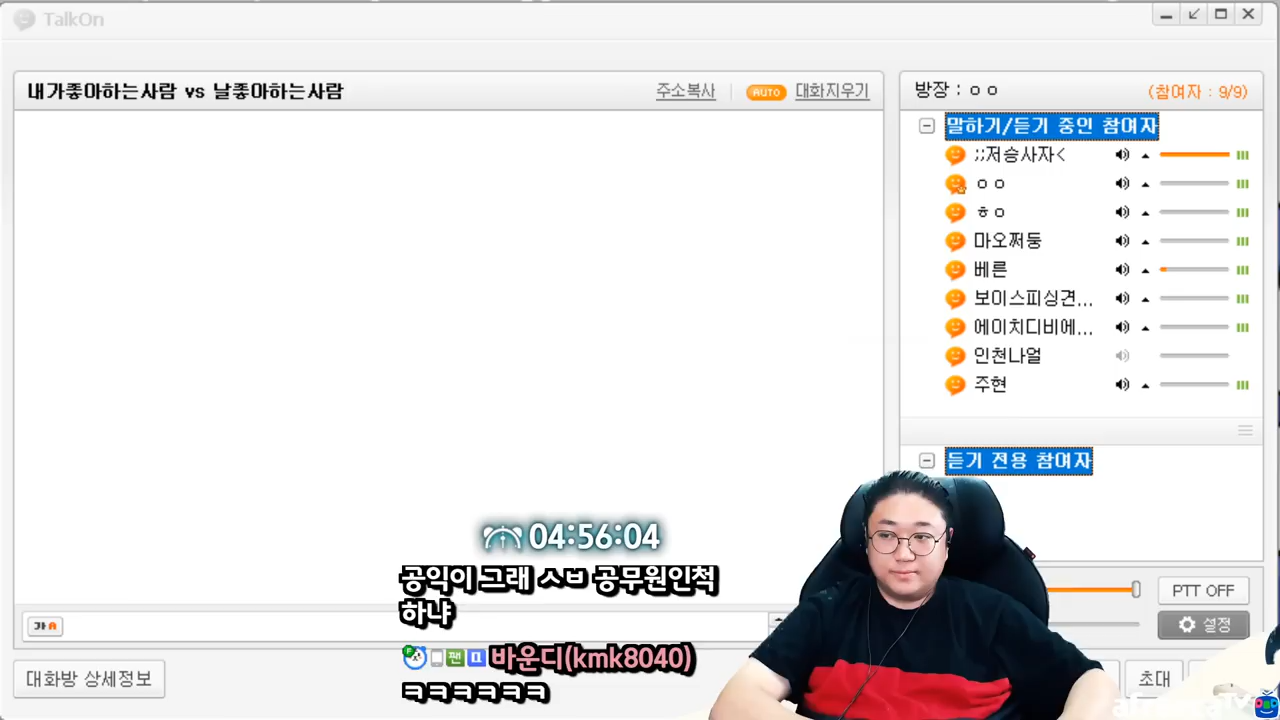 TalkOn
내가좋아하는사람 vs 날좋아하는사람
주소복사
AUTO
대화지우기
방장 : ㅇㅇ
(참여자 : 9/9)
말하기/듣기 중인 참여자
;;저승사자<
ㅇㅇ
ㅎㅇ
마오쩌둥
베른
보이스피싱견...
에이치디비에...
인천나얼
주현
듣기 전용 참여자
04:56:04
공익이 그래 ㅅㅂ 공무원인척
하냐
PTT OFF
가A
설정
팬
바운디(kmk8040)
ㅋㅋㅋㅋㅋㅋ
대화방 상세정보
초대